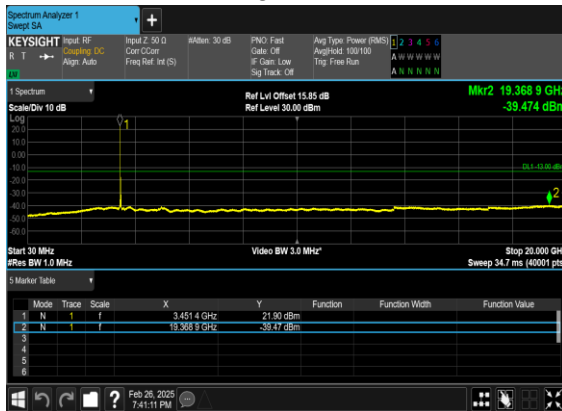 Spectrum Analyzer 1
Swept SA
KEYSIGHT Input: RF Input Z: 50 Ω #Atten: 30 dB PNO: Fast Avg Type: Power (RMS) 1 2 3 4 5 6
R T Coupling: DC Corr CCorr Gate: Off Avg|Hold: 100/100 A W W W W W
Align: Auto Freq Ref: Int (S) IF Gain: Low Trig: Free Run
Sig Track: Off A N N N N N
1 Spectrum Ref Lvl Offset 15.85 dB Mkr2 19.368 9 GHz
Scale/Div 10 dB Ref Level 30.00 dBm -39.474 dBm
Log
1
20.0
10.0
0.00
-10.0 DL1 -13.00 dBm
-20.0
-30.0
2
-40.0
-50.0
-60.0
Start 30 MHz Video BW 3.0 MHz* Stop 20.000 GHz
#Res BW 1.0 MHz Sweep 34.7 ms (40001 pts)
5 Marker Table
Mode Trace Scale X Y Function Function Width Function Value
1 N 1 f 3.451 4 GHz 21.90 dBm
2 N 1 f 19.368 9 GHz -39.47 dBm
3
4
5
6
? Feb 26, 2025
7:41:11 PM